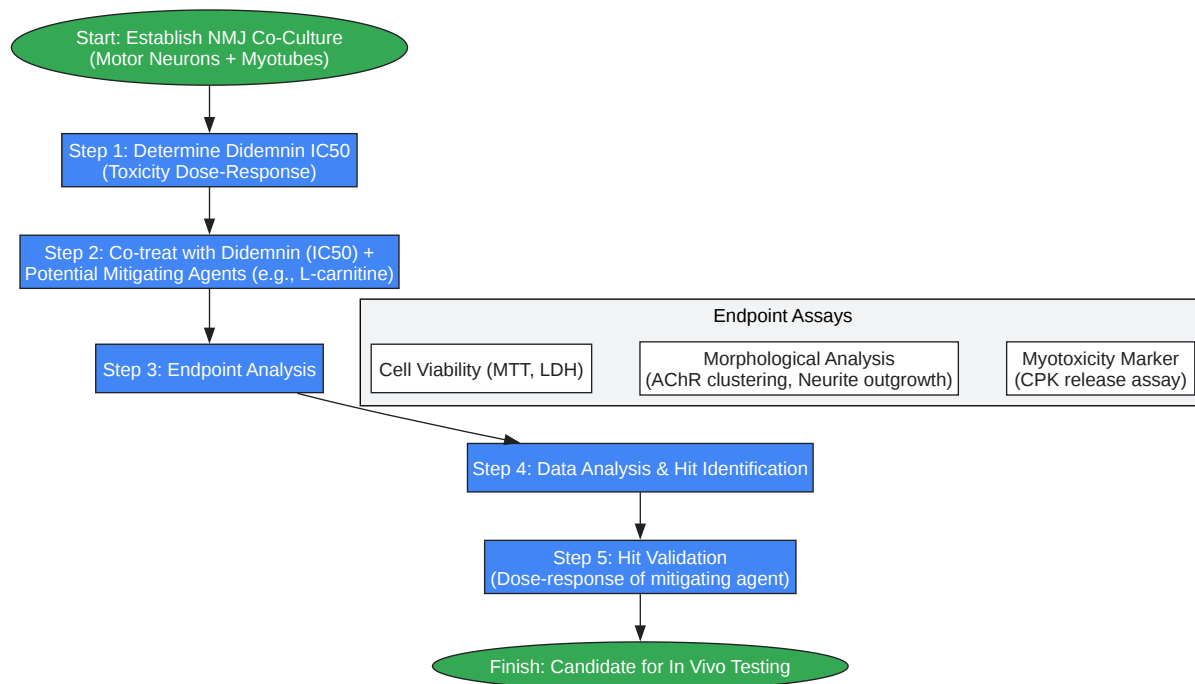 Start: Establish NMJ Co-Culture
(Motor Neurons + Myotubes)
Step 1: Determine Didemnin IC50
(Toxicity Dose-Response)
Step 2: Co-treat with Didemnin (IC50) +
Potential Mitigating Agents (e.g., L-carnitine)
Step 3: Endpoint Analysis
Endpoint Assays
Cell Viability (MTT, LDH)
Morphological Analysis
(AChR clustering, Neurite outgrowth)
Myotoxicity Marker
(CPK release assay)
Step 4: Data Analysis & Hit Identification
Step 5: Hit Validation
(Dose-response of mitigating agent)
Finish: Candidate for In Vivo Testing